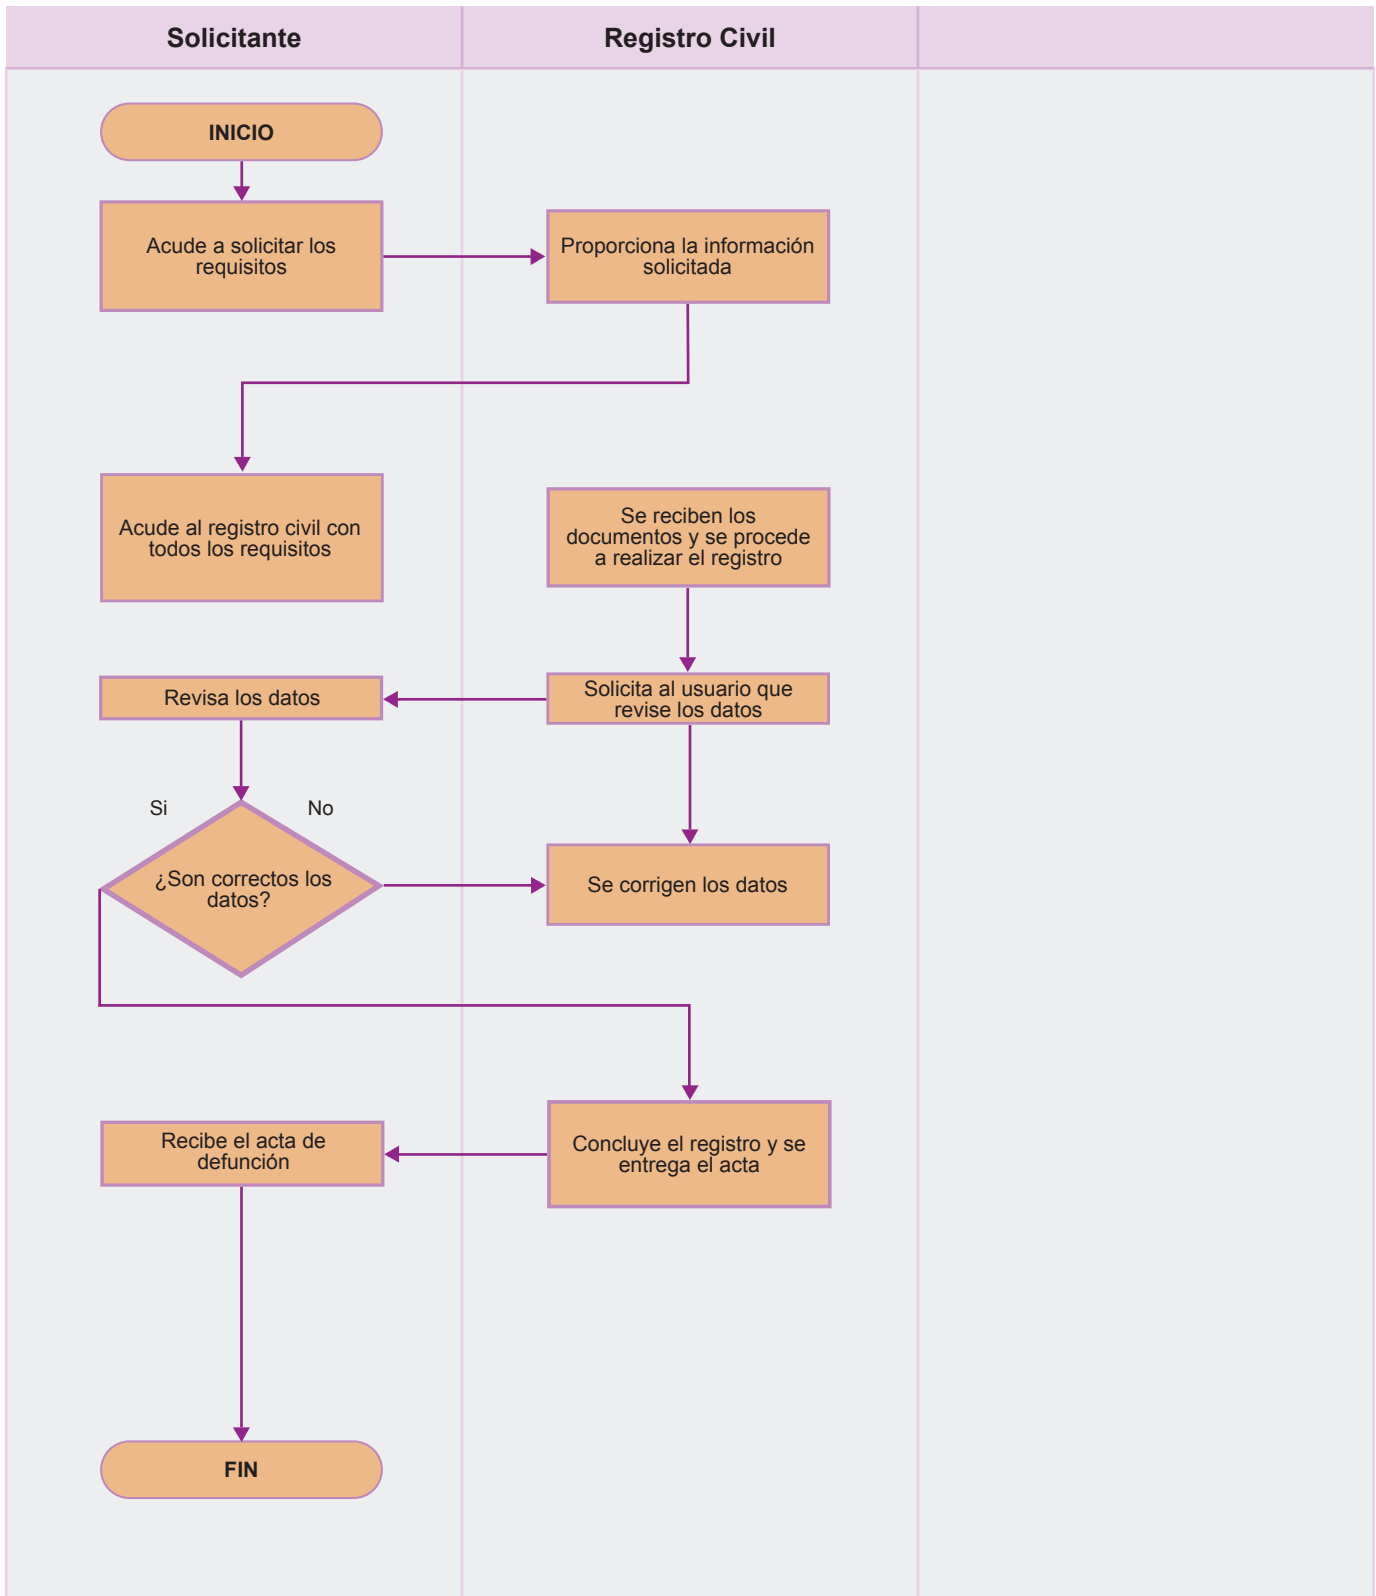 Solicitante
Registro Civil
INICIO
Acude a solicitar los
requisitos
Proporciona la información
solicitada
Acude al registro civil con
todos los requisitos
Se reciben los
documentos y se procede
a realizar el registro
Revisa los datos
Solicita al usuario que
revise los datos
Si
No
¿Son correctos los
datos?
Se corrigen los datos
Recibe el acta de
defunción
Concluye el registro y se
entrega el acta
FIN